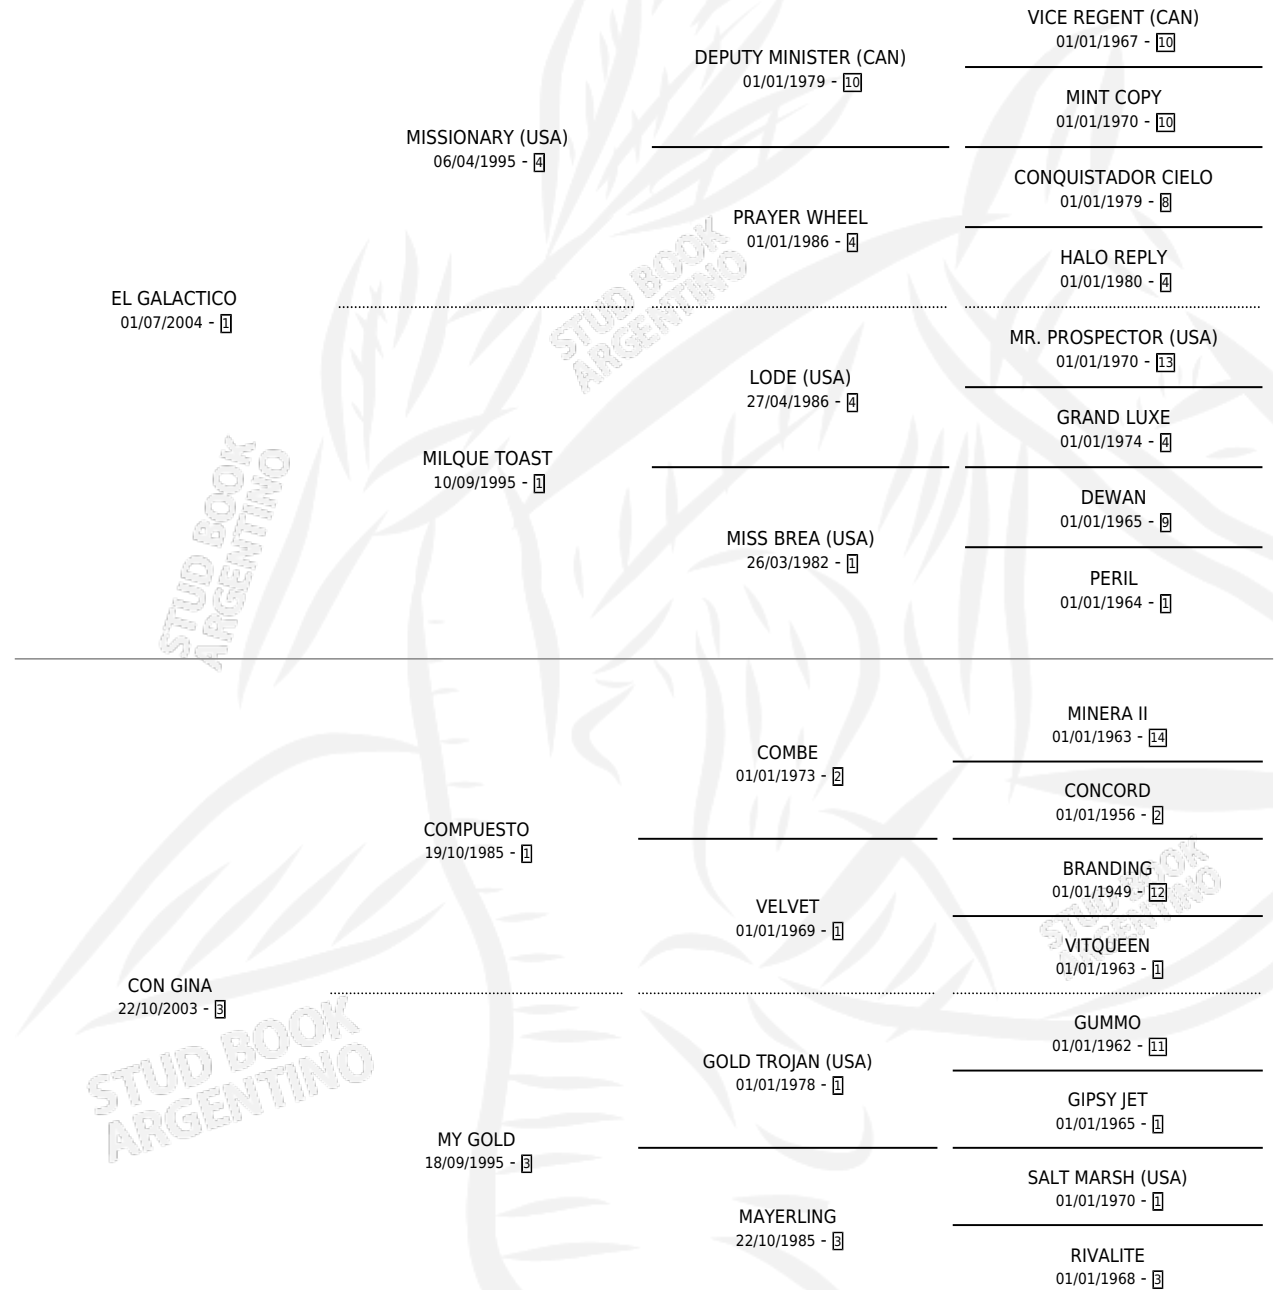 VICE REGENT (CAN)
01/01/1967 - 10
DEPUTY MINISTER (CAN)
01/01/1979 - 10
MINT COPY
01/01/1970 - 10
MISSIONARY (USA)
06/04/1995 - 4
CONQUISTADOR CIELO
01/01/1979 - 8
PRAYER WHEEL
01/01/1986 - 4
HALO REPLY
01/01/1980 - 4
EL GALACTICO
01/07/2004 - 1
STUD BOOK
ARGENTINO
MR. PROSPECTOR (USA)
01/01/1970 - 13
LODE (USA)
27/04/1986 - 4
GRAND LUXE
01/01/1974 - 4
MILQUE TOAST
10/09/1995 - 1
DEWAN
01/01/1965 - 9
MISS BREA (USA)
26/03/1982 - 1
PERIL
01/01/1964 - 1
STUD BOOK
ARGENTINO
MINERA II
01/01/1963 - 14
COMBE
01/01/1973 - 2
CONCORD
01/01/1956 - 2
COMPUESTO
19/10/1985 - 1
BRANDING
01/01/1949 - 12
VELVET
01/01/1969 - 1
VITQUEEN
01/01/1963 - 1
STUD BOOK
ARGENTINO
CON GINA
22/10/2003 - 3
GUMMO
01/01/1962 - 11
GOLD TROJAN (USA)
01/01/1978 - 1
GIPSY JET
01/01/1965 - 1
STUD BOOK
ARGENTINO
MY GOLD
18/09/1995 - 3
SALT MARSH (USA)
01/01/1970 - 1
MAYERLING
22/10/1985 - 3
RIVALITE
01/01/1968 - 3